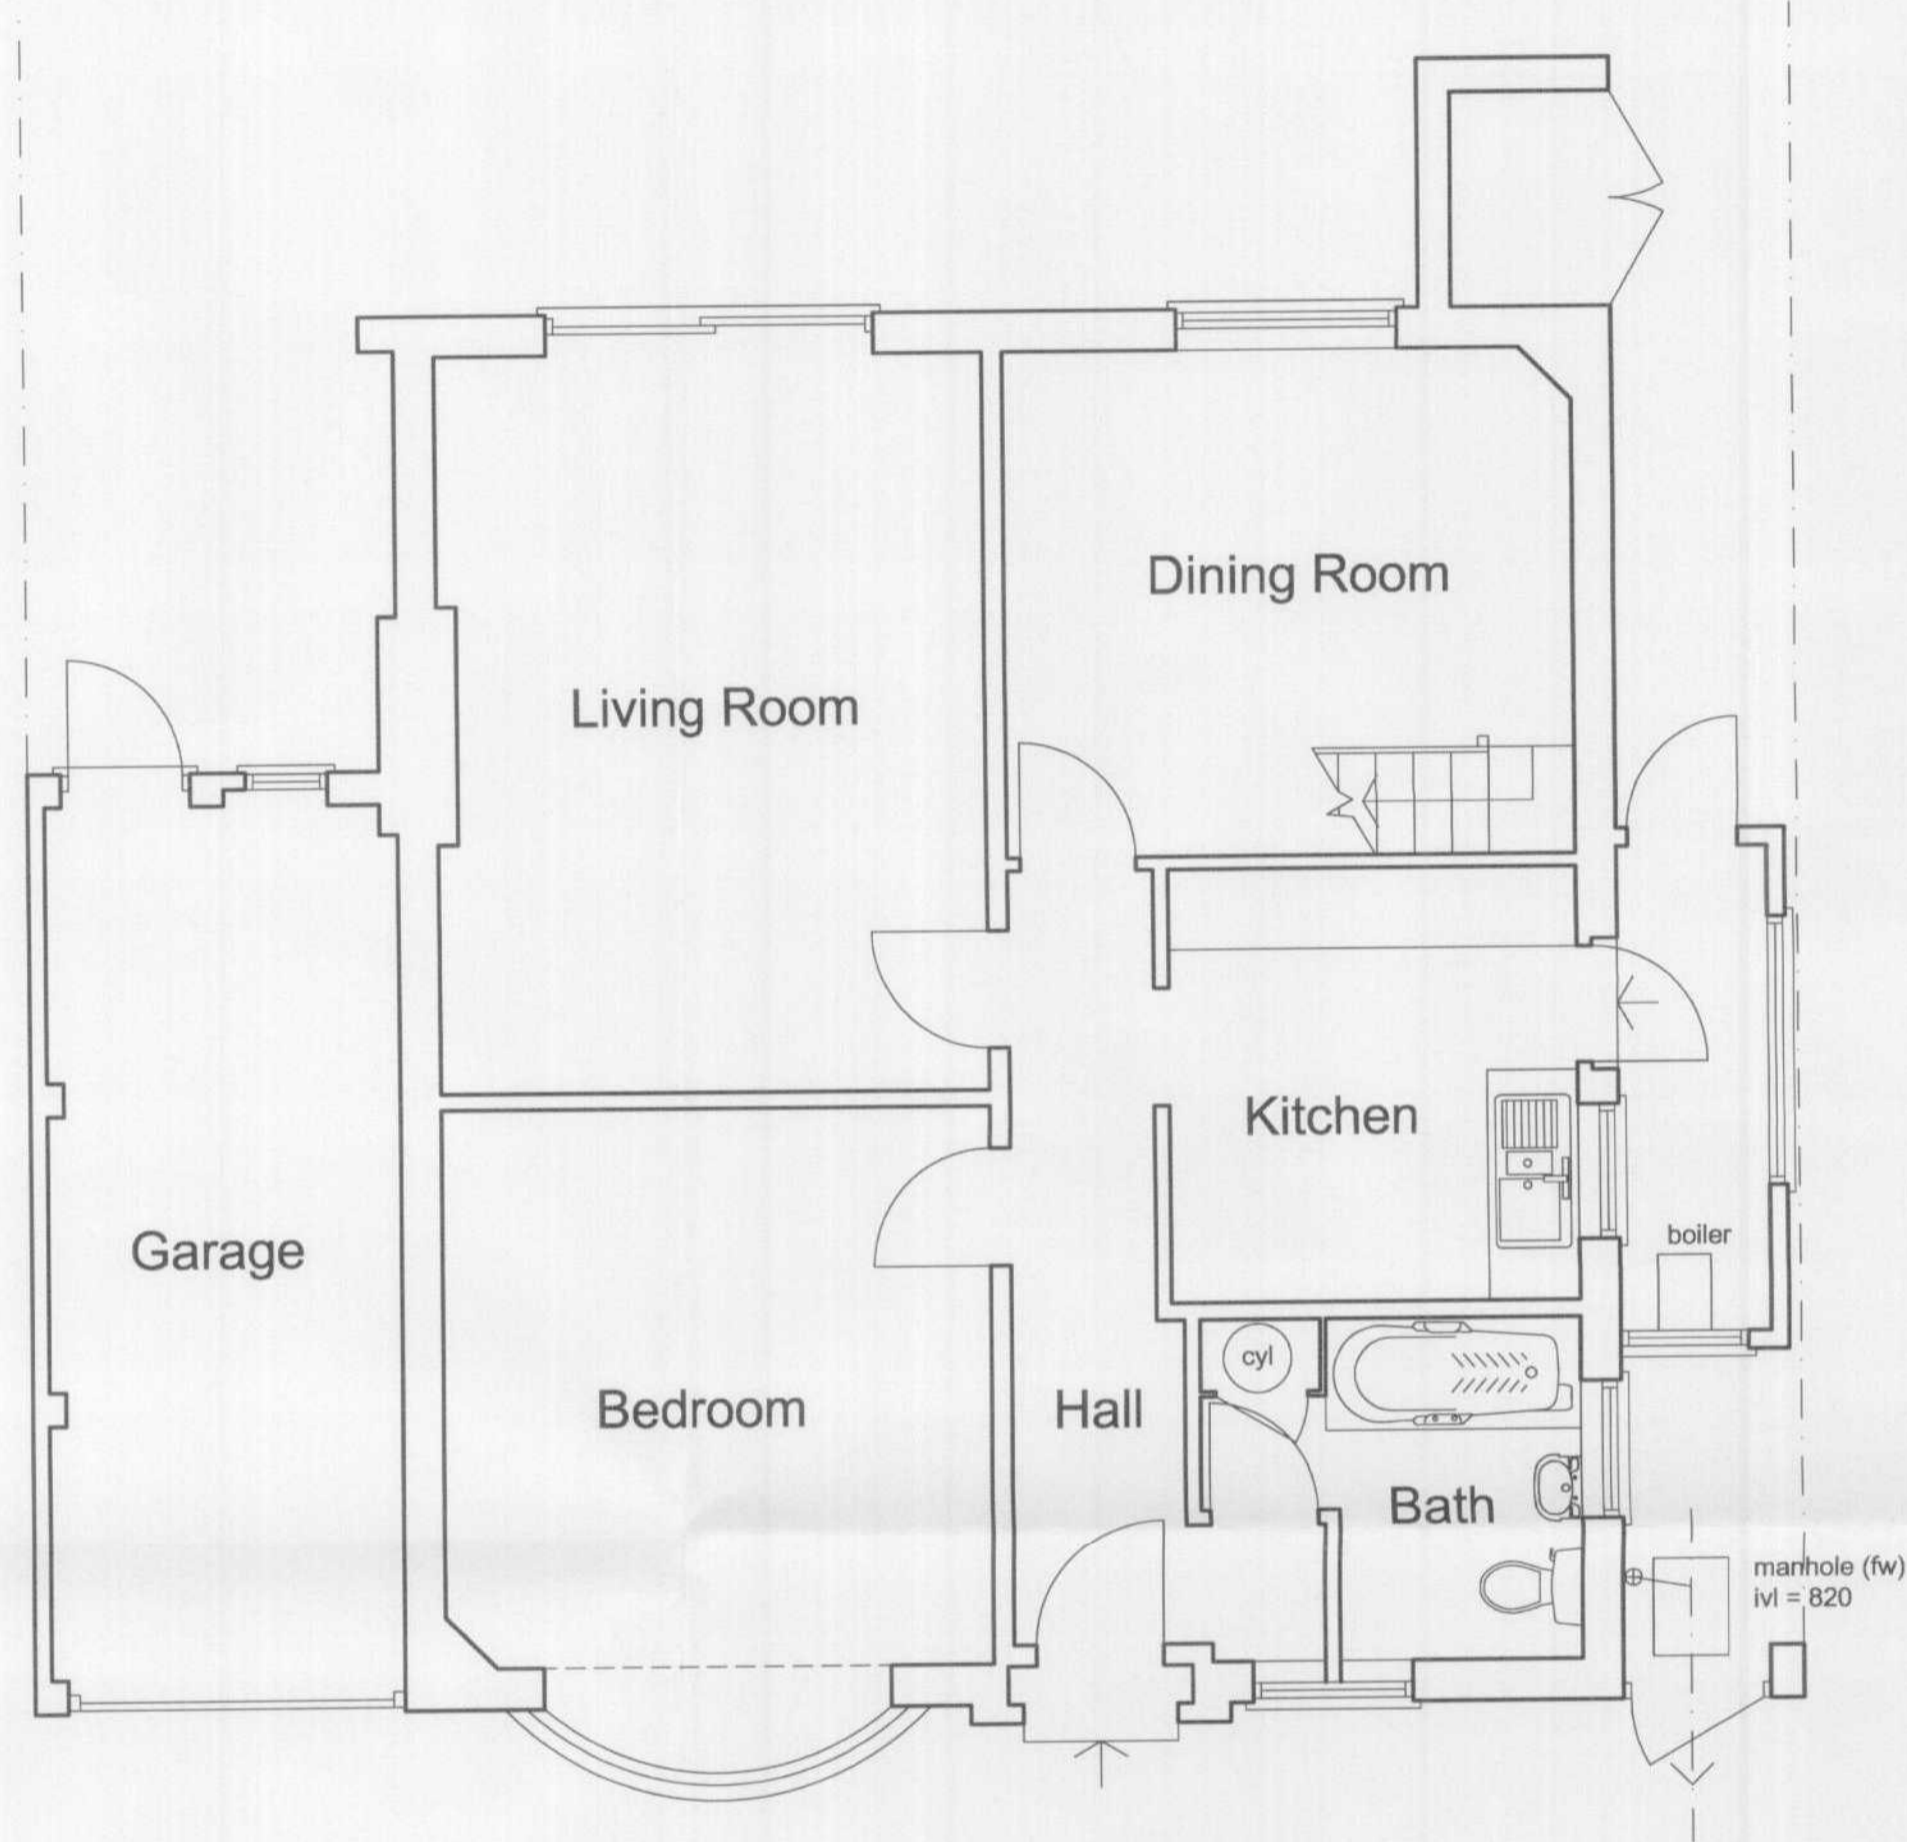 Dining Room
Living Room
Kitchen
boiler
Garage
cyl
Bedroom
Hall
Bath
manhole (fw)
ivl = 820